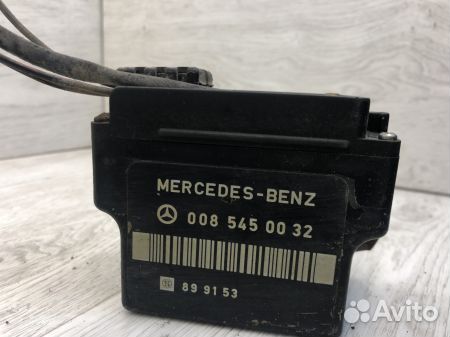 MERCEDES-BENZ
008 545 00 32
89 91 53
Avito